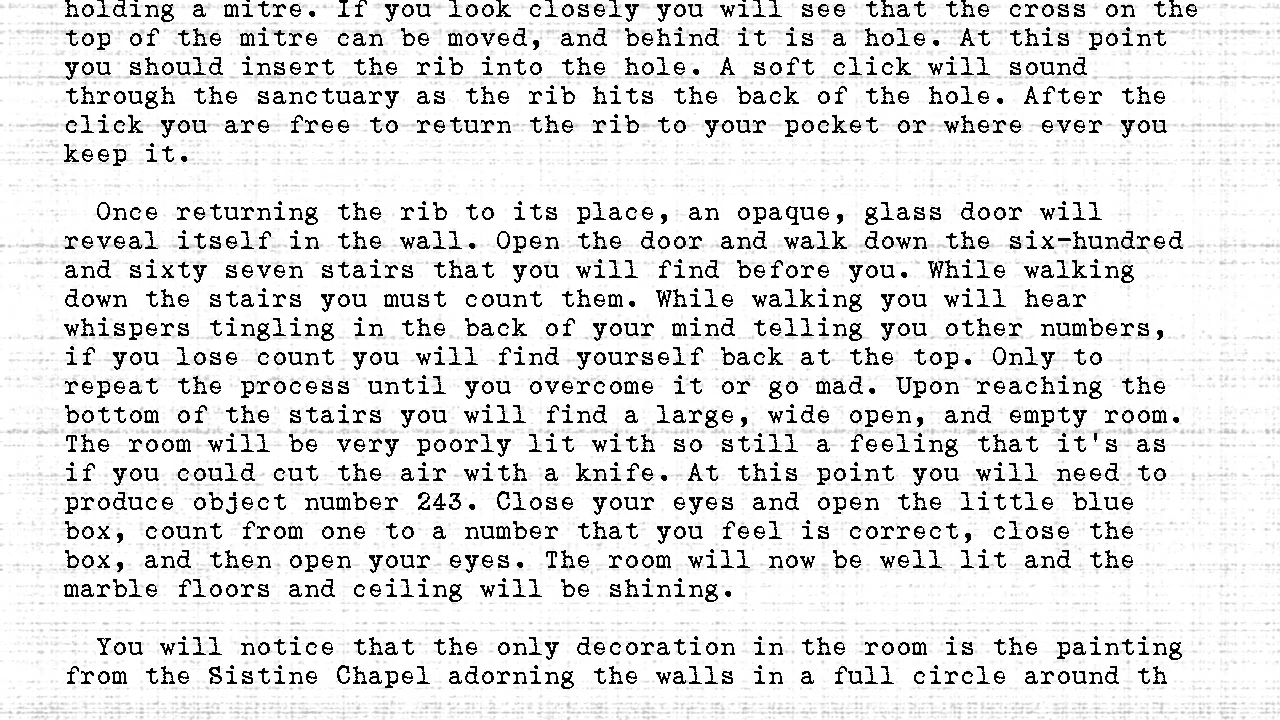 holding a mitre. If you look closely you will see that the cross on the
top of the mitre can be moved, and behind it is a hole. At this point
you should insert the rib into the hole. A soft click will sound
through the sanctuary as the rib hits the back of the hole. After the
click you are free to return the rib to your pocket or where ever you
keep it.
Once returning the rib to its place, an opaque, glass door will
reveal itself in the wall. Open the door and walk down the six-hundred
and sixty seven stairs that you will find before you. While walking
down the stairs you must count them. While walking you will hear
whispers tingling in the back of your mind telling you other numbers,
if you lose count you will find yourself back at the top. Only to
repeat the process until you overcome it or go mad. Upon reaching the
bottom of the stairs you will find a large, wide open, and empty room.
The room will be very poorly lit with so still a feeling that it's as
if you could cut the air with a knife. At this point you will need to
produce object number 243. Close your eyes and open the little blue
box, count from one to a number that you feel is correct, close the
box, and then open your eyes. The room will now be well lit and the
marble floors and ceiling will be shining.
You will notice that the only decoration in the room is the painting
from the Sistine Chapel adorning the walls in a full circle around th